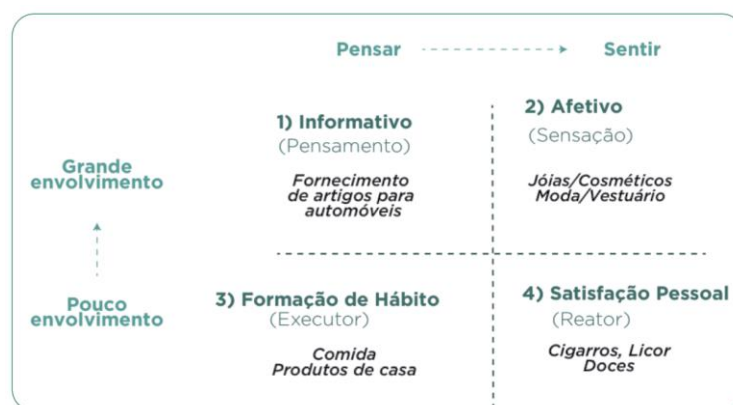 Pensar
Sentir
1) Informativo
(Pensamento)
2) Afetivo
(Sensação)
Grande
envolvimento
Fornecimento
de artigos para
automóveis
Jóias/Cosméticos
Moda/Vestuário
Pouco
envolvimento
3) Formação de Hábito
(Executor)
4) Satisfação Pessoal
(Reator)
Comida
Produtos de casa
Cigarros, Licor
Doces